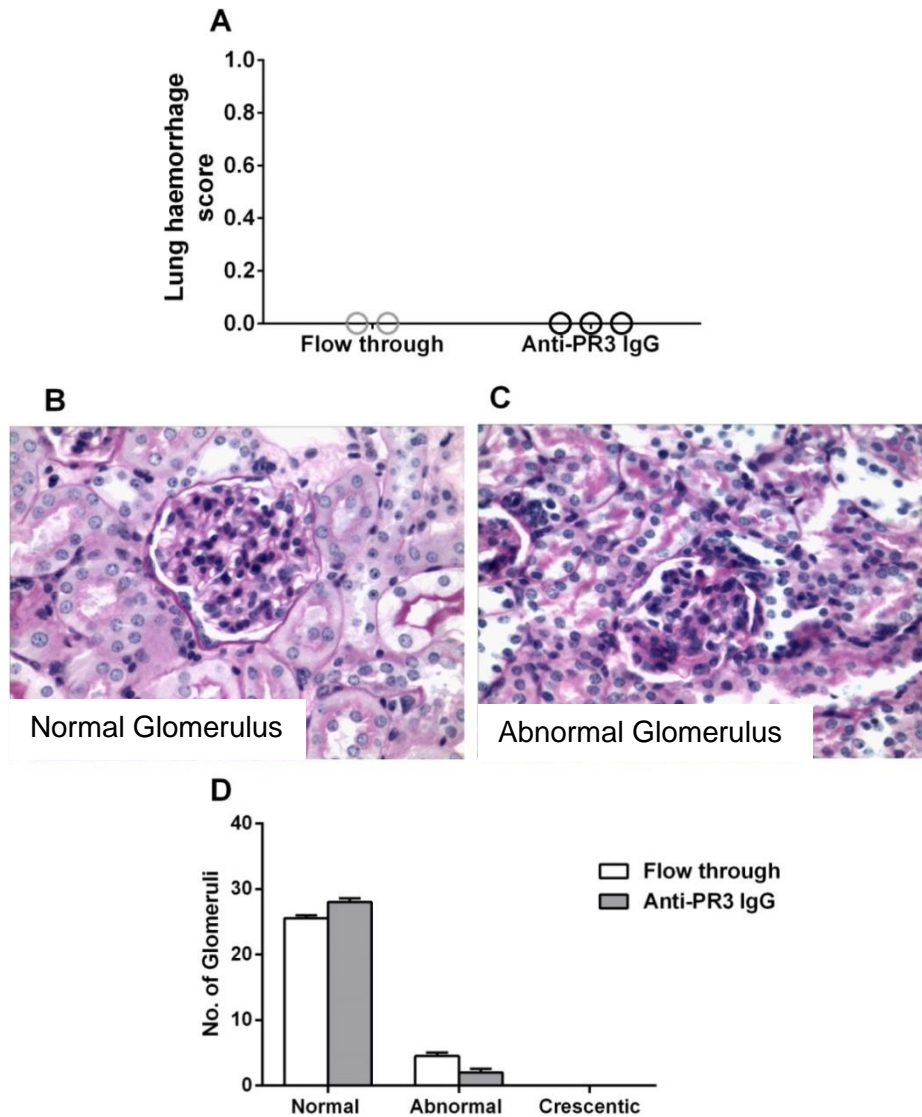 A
Lung haemorrhage
score
1.0
0.8
0.6
0.4
0.2
0.0
Flow through
Anti-PR3 IgG
B
C
Normal Glomerulus
Abnormal Glomerulus
D
No. of Glomeruli
40
30
20
10
0
Flow through
Anti-PR3 IgG
Normal
Abnormal
Crescentic